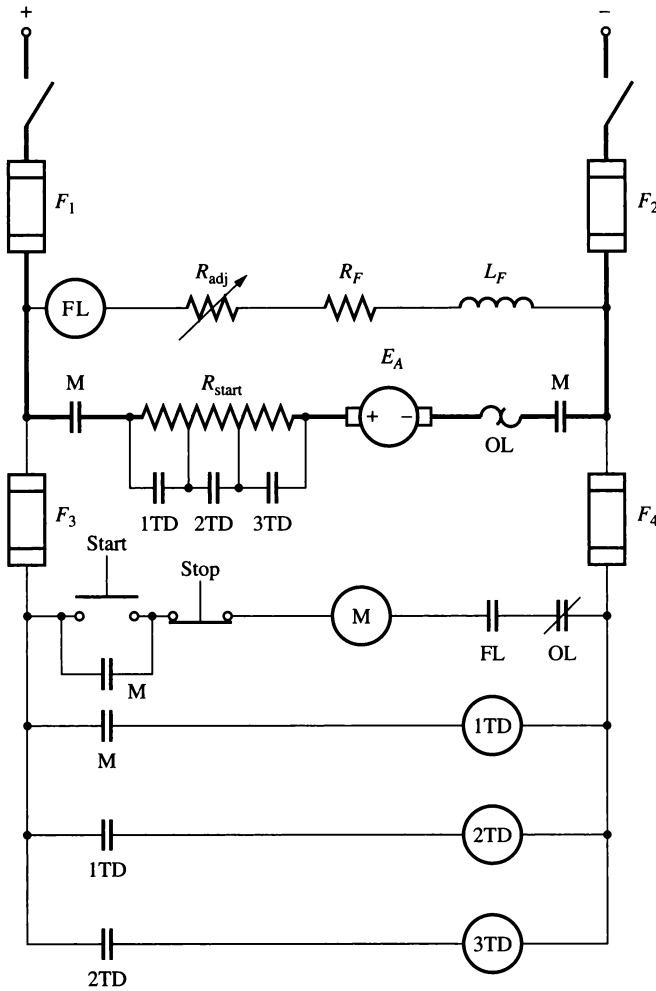 + −
F1 F2
Radj RF LF
FL
EA
M Rstart M
+ −
OL
1TD 2TD 3TD
F3 F4
Start
Stop
M
FL OL
M
1TD
M
2TD
1TD
3TD
2TD